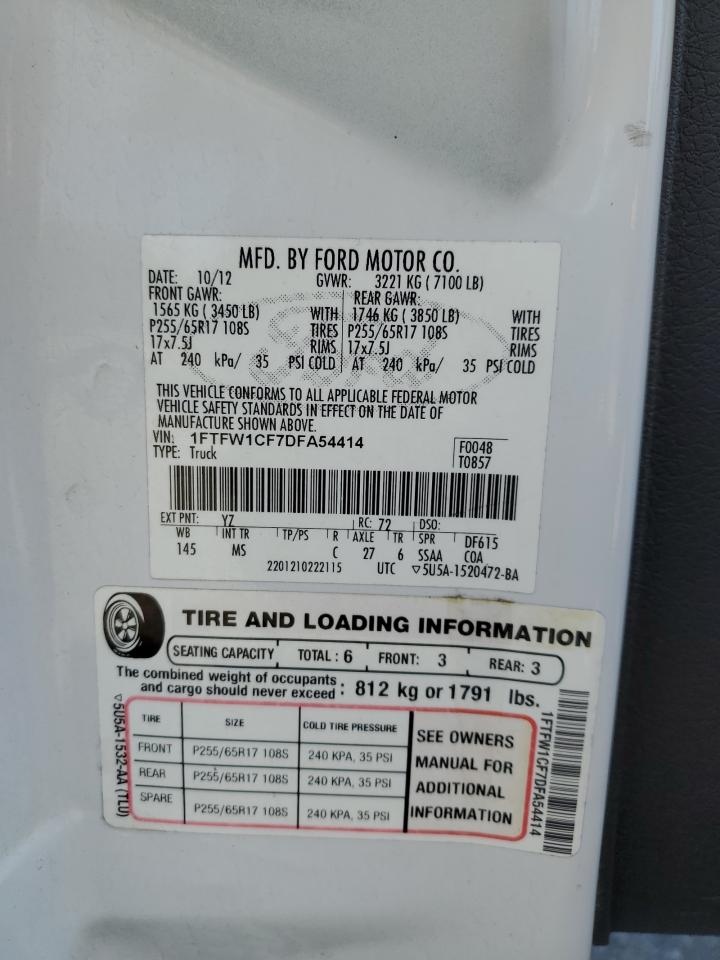 MFD. BY FORD MOTOR CO.
DATE: 10/12 GVWR: 3221 KG ( 7100 LB)
FRONT GAWR: REAR GAWR:
1565 KG ( 3450 LB) WITH 1746 KG ( 3850 LB) WITH
P255/65R17 108S TIRES P255/65R17 108S TIRES
17x7.5J RIMS 17x7.5J RIMS
AT 240 kPa/ 35 PSI COLD AT 240 kPa/ 35 PSI COLD
THIS VEHICLE CONFORMS TO ALL APPLICABLE FEDERAL MOTOR
VEHICLE SAFETY STANDARDS IN EFFECT ON THE DATE OF
MANUFACTURE SHOWN ABOVE.
VIN: 1FTFW1CF7DFA54414 F0048
TYPE: Truck T0857
EXT PNT: YZ RC: 72 DSO:
WB INT TR TP/PS R AXLE TR SPR DF615
145 MS C 27 6 SSAA COA
2201210222115 UTC ▽5U5A-1520472-BA
TIRE AND LOADING INFORMATION
SEATING CAPACITY TOTAL : 6 FRONT: 3 REAR: 3
The combined weight of occupants
and cargo should never exceed : 812 kg or 1791 lbs.
TIRE SIZE COLD TIRE PRESSURE
FRONT P255/65R17 108S 240 KPA, 35 PSI
REAR P255/65R17 108S 240 KPA, 35 PSI
SPARE P255/65R17 108S 240 KPA, 35 PSI
SEE OWNERS
MANUAL FOR
ADDITIONAL
INFORMATION
▽5U5A-1532-AA (TLU)
1FTFW1CF7DFA54414